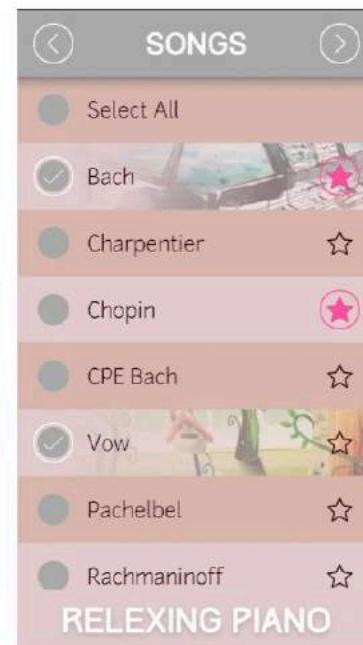 SONGS
Select All
Bach
Charpentier
Chopin
CPE Bach
Vow
Pachelbel
Rachmaninoff
RELEXING PIANO